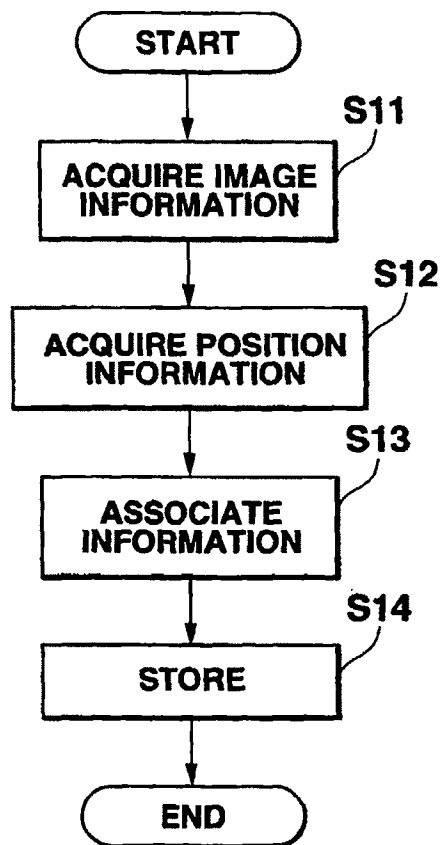 START
S11
ACQUIRE IMAGE
INFORMATION
S12
ACQUIRE POSITION
INFORMATION
S13
ASSOCIATE
INFORMATION
S14
STORE
END